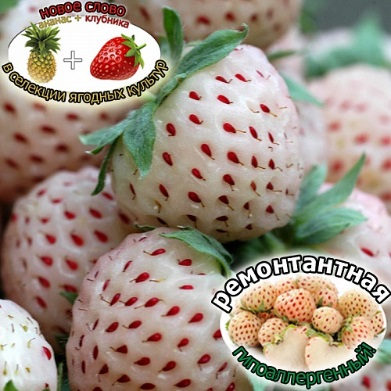 новое слово
ананас + клубника
в селекции ягодных культур
ремонтантная
гипоаллергенный!